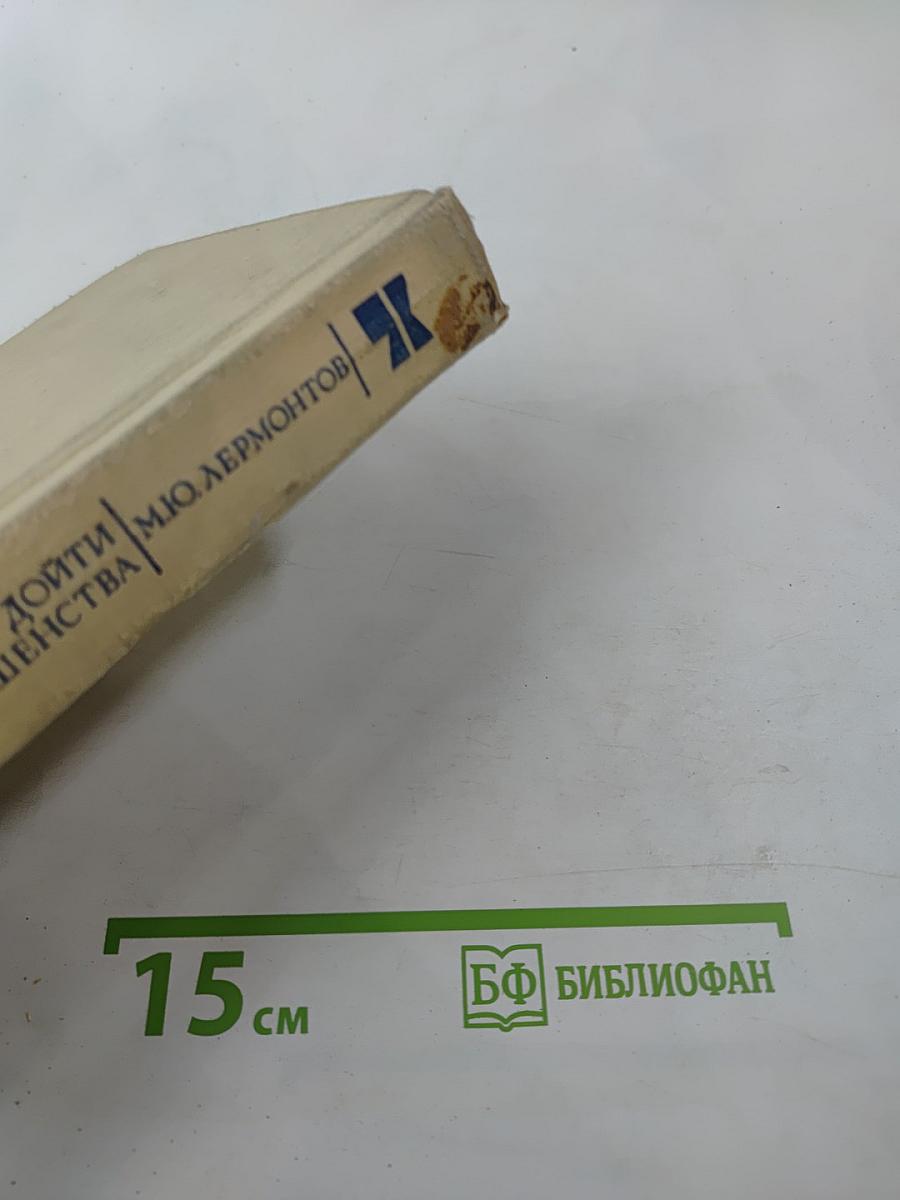 ДОЙТИ
ШЕНСТВА
М.Ю. ЛЕРМОНТОВ
15 см
БФ БИБЛИОФАН